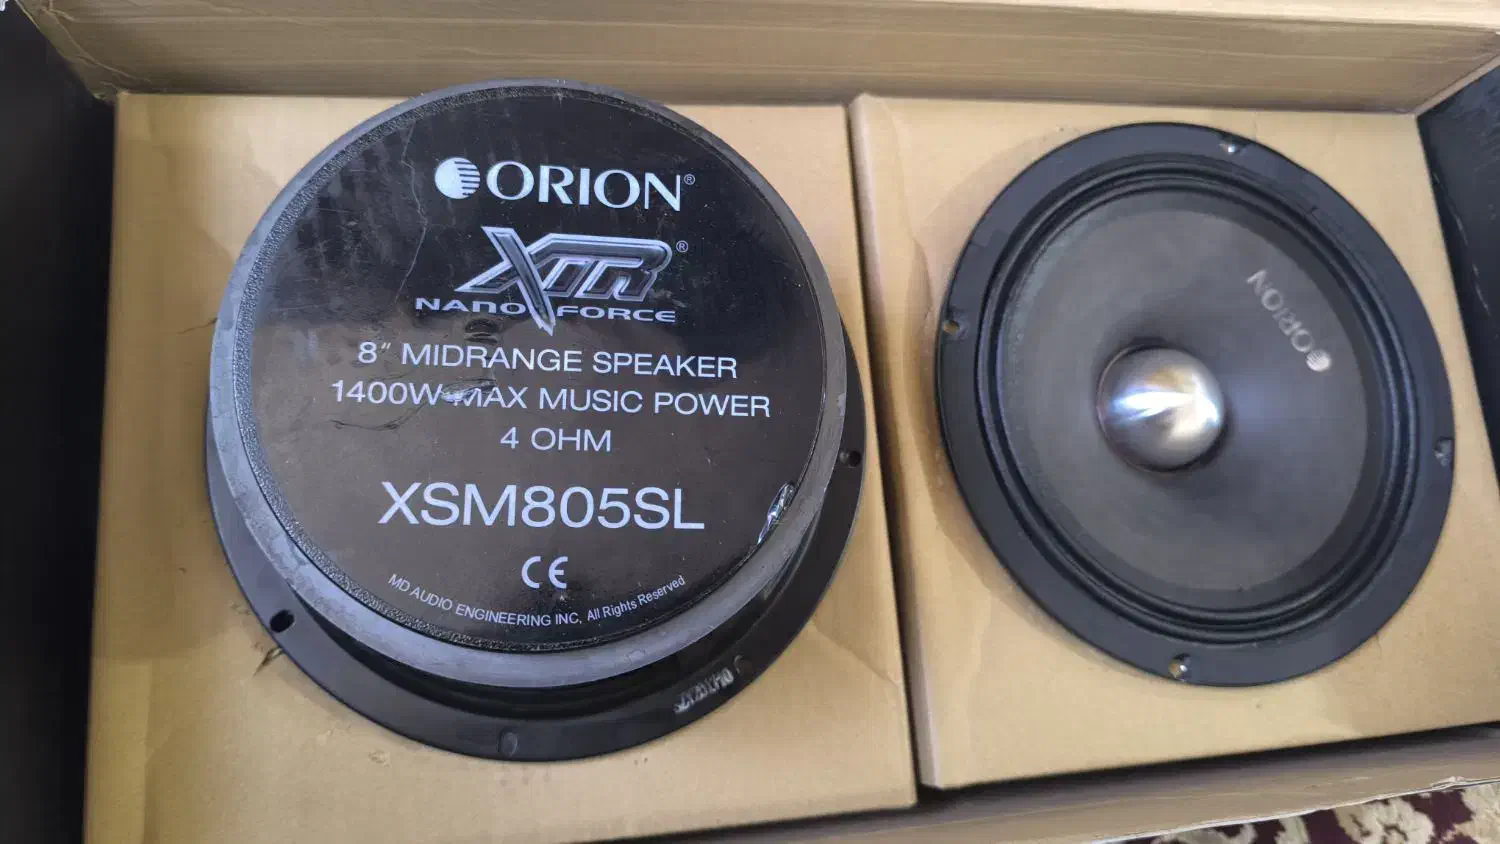 ORION®
XTR®
NANO FORCE
8" MIDRANGE SPEAKER
1400W MAX MUSIC POWER
4 OHM
XSM805SL
CE
MD AUDIO ENGINEERING INC, All Rights Reserved
ORION